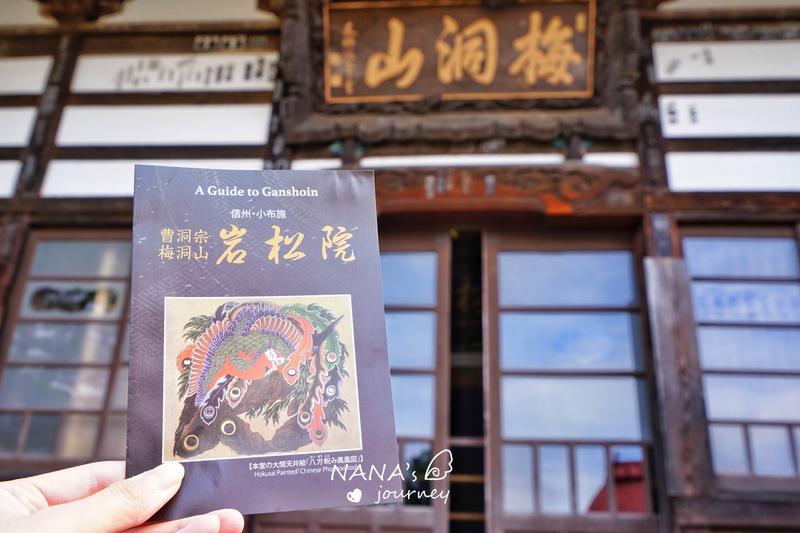 山洞梅
A Guide to Ganshoin
信州・小布施
曹洞宗
梅洞山
岩松院
【本堂の大間天井絵「八方睨み鳳凰図」】
Hokusai Painted
Chinese Phoenix
NANA's
journey